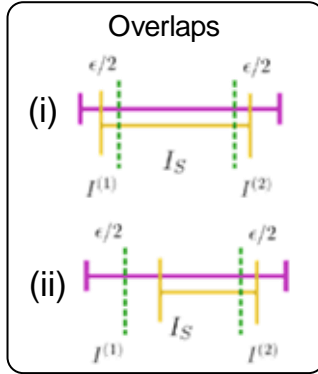 Overlaps
ϵ/2 ϵ/2
(i)
I_S
I^{(1)} I^{(2)}
ϵ/2 ϵ/2
(ii)
I_S
I^{(1)} I^{(2)}